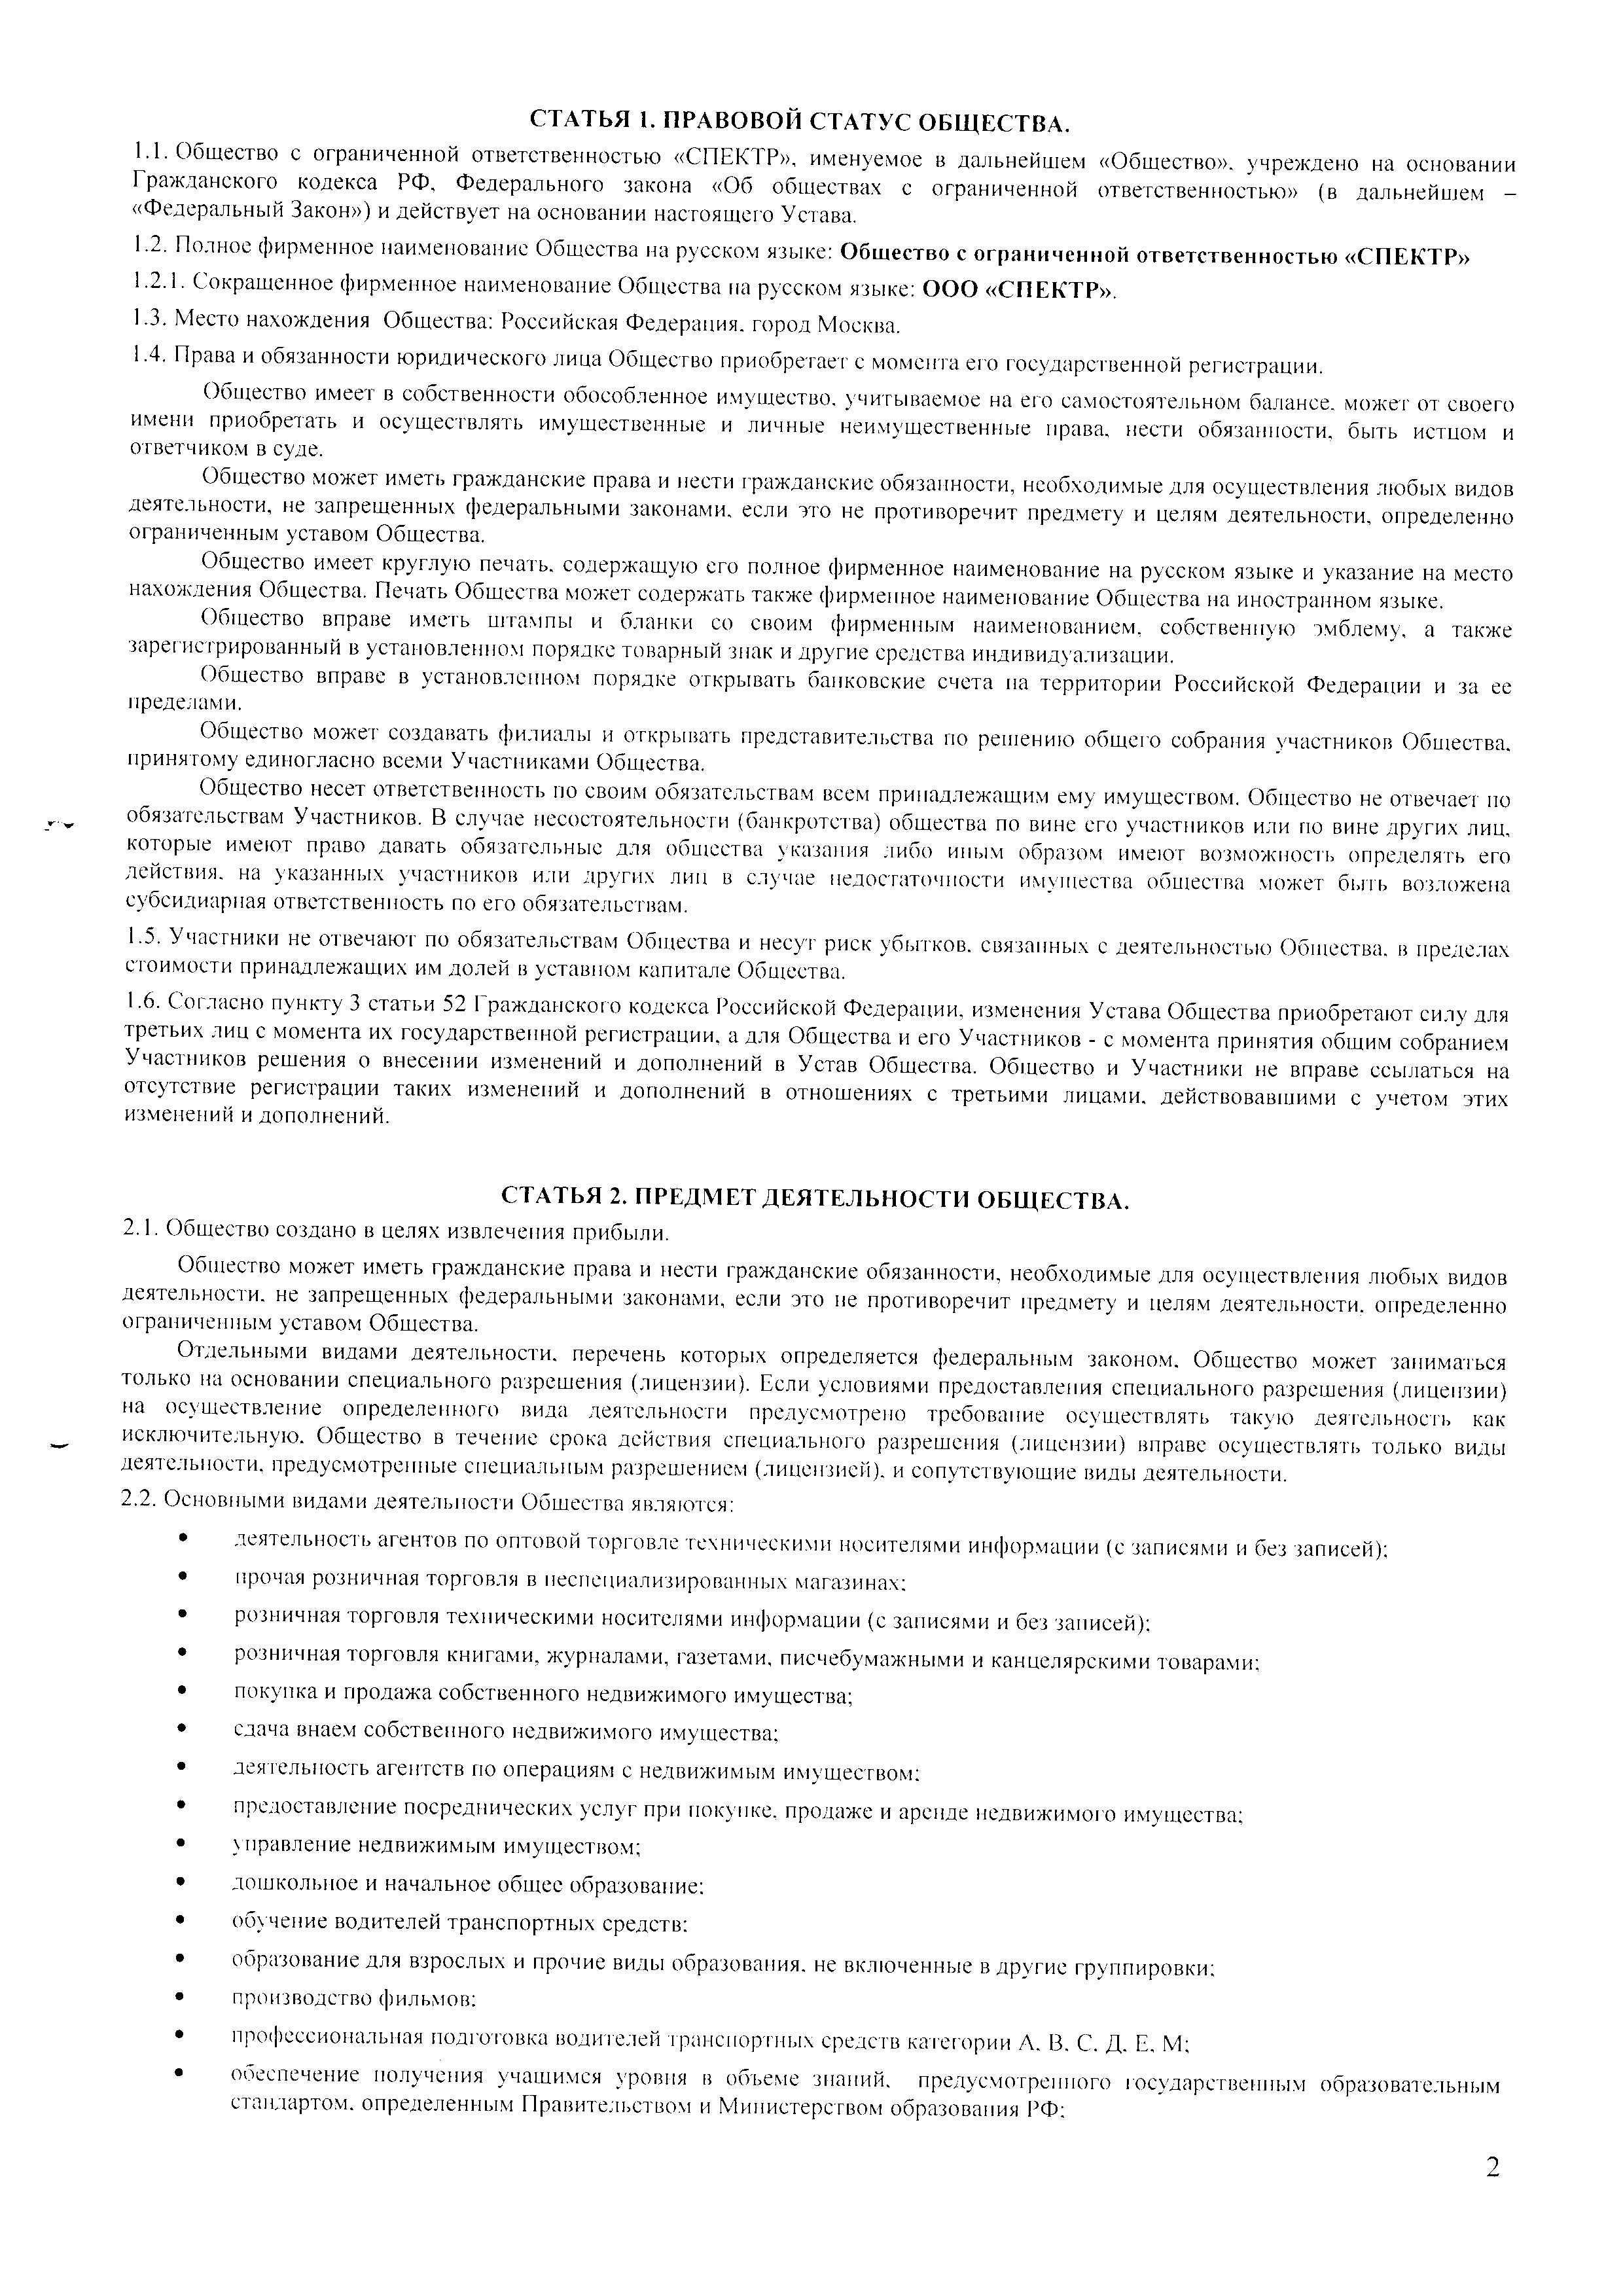 СТАТЬЯ 1. ПРАВОВОЙ СТАТУС ОБЩЕСТВА.
1.1. Общество с ограниченной ответственностью «СПЕКТР», именуемое в дальнейшем «Общество», учреждено на основании
Гражданского кодекса РФ, Федерального закона «Об обществах с ограниченной ответственностью» (в дальнейшем –
«Федеральный Закон») и действует на основании настоящего Устава.
1.2. Полное фирменное наименование Общества на русском языке: Общество с ограниченной ответственностью «СПЕКТР»
1.2.1. Сокращенное фирменное наименование Общества на русском языке: ООО «СПЕКТР».
1.3. Место нахождения Общества: Российская Федерация, город Москва.
1.4. Права и обязанности юридического лица Общество приобретает с момента его государственной регистрации.
Общество имеет в собственности обособленное имущество, учитываемое на его самостоятельном балансе, может от своего
имени приобретать и осуществлять имущественные и личные неимущественные права, нести обязанности, быть истцом и
ответчиком в суде.
Общество может иметь гражданские права и нести гражданские обязанности, необходимые для осуществления любых видов
деятельности, не запрещенных федеральными законами, если это не противоречит предмету и целям деятельности, определенно
ограниченным уставом Общества.
Общество имеет круглую печать, содержащую его полное фирменное наименование на русском языке и указание на место
нахождения Общества. Печать Общества может содержать также фирменное наименование Общества на иностранном языке.
Общество вправе иметь штампы и бланки со своим фирменным наименованием, собственную эмблему, а также
зарегистрированный в установленном порядке товарный знак и другие средства индивидуализации.
Общество вправе в установленном порядке открывать банковские счета на территории Российской Федерации и за ее
пределами.
Общество может создавать филиалы и открывать представительства по решению общего собрания участников Общества,
принятому единогласно всеми Участниками Общества.
Общество несет ответственность по своим обязательствам всем принадлежащим ему имуществом. Общество не отвечает по
обязательствам Участников. В случае несостоятельности (банкротства) общества по вине его участников или по вине других лиц,
которые имеют право давать обязательные для общества указания либо иным образом имеют возможность определять его
действия, на указанных участников или других лиц в случае недостаточности имущества общества может быть возложена
субсидиарная ответственность по его обязательствам.
1.5. Участники не отвечают по обязательствам Общества и несут риск убытков, связанных с деятельностью Общества, в пределах
стоимости принадлежащих им долей в уставном капитале Общества.
1.6. Согласно пункту 3 статьи 52 Гражданского кодекса Российской Федерации, изменения Устава Общества приобретают силу для
третьих лиц с момента их государственной регистрации, а для Общества и его Участников - с момента принятия общим собранием
Участников решения о внесении изменений и дополнений в Устав Общества. Общество и Участники не вправе ссылаться на
отсутствие регистрации таких изменений и дополнений в отношениях с третьими лицами, действовавшими с учетом этих
изменений и дополнений.
СТАТЬЯ 2. ПРЕДМЕТ ДЕЯТЕЛЬНОСТИ ОБЩЕСТВА.
2.1. Общество создано в целях извлечения прибыли.
Общество может иметь гражданские права и нести гражданские обязанности, необходимые для осуществления любых видов
деятельности, не запрещенных федеральными законами, если это не противоречит предмету и целям деятельности, определенно
ограниченным уставом Общества.
Отдельными видами деятельности, перечень которых определяется федеральным законом, Общество может заниматься
только на основании специального разрешения (лицензии). Если условиями предоставления специального разрешения (лицензии)
на осуществление определенного вида деятельности предусмотрено требование осуществлять такую деятельность как
исключительную, Общество в течение срока действия специального разрешения (лицензии) вправе осуществлять только виды
деятельности, предусмотренные специальным разрешением (лицензией), и сопутствующие виды деятельности.
2.2. Основными видами деятельности Общества являются:
• деятельность агентов по оптовой торговле техническими носителями информации (с записями и без записей);
• прочая розничная торговля в неспециализированных магазинах;
• розничная торговля техническими носителями информации (с записями и без записей);
• розничная торговля книгами, журналами, газетами, писчебумажными и канцелярскими товарами;
• покупка и продажа собственного недвижимого имущества;
• сдача внаем собственного недвижимого имущества;
• деятельность агентств по операциям с недвижимым имуществом;
• предоставление посреднических услуг при покупке, продаже и аренде недвижимого имущества;
• управление недвижимым имуществом;
• дошкольное и начальное общее образование;
• обучение водителей транспортных средств;
• образование для взрослых и прочие виды образования, не включенные в другие группировки;
• производство фильмов;
• профессиональная подготовка водителей транспортных средств категории А, В, С, Д, Е, М;
• обеспечение получения учащимся уровня в объеме знаний, предусмотренного государственным образовательным
стандартом, определенным Правительством и Министерством образования РФ;
2